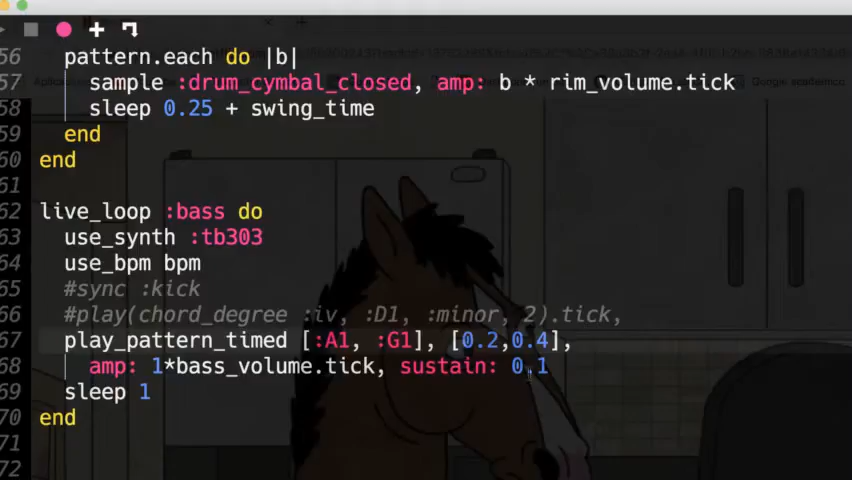 56 pattern.each do |b|
57 sample :drum_cymbal_closed, amp: b * rim_volume.tick
58 sleep 0.25 + swing_time
59 end
60 end
61
62 live_loop :bass do
63 use_synth :tb303
64 use_bpm bpm
65 #sync :kick
66 #play(chord_degree :iv, :D1, :minor, 2).tick,
67 play_pattern_timed [:A1, :G1], [0.2,0.4],
68 amp: 1*bass_volume.tick, sustain: 0.1
69 sleep 1
70 end
71
72
Google académico